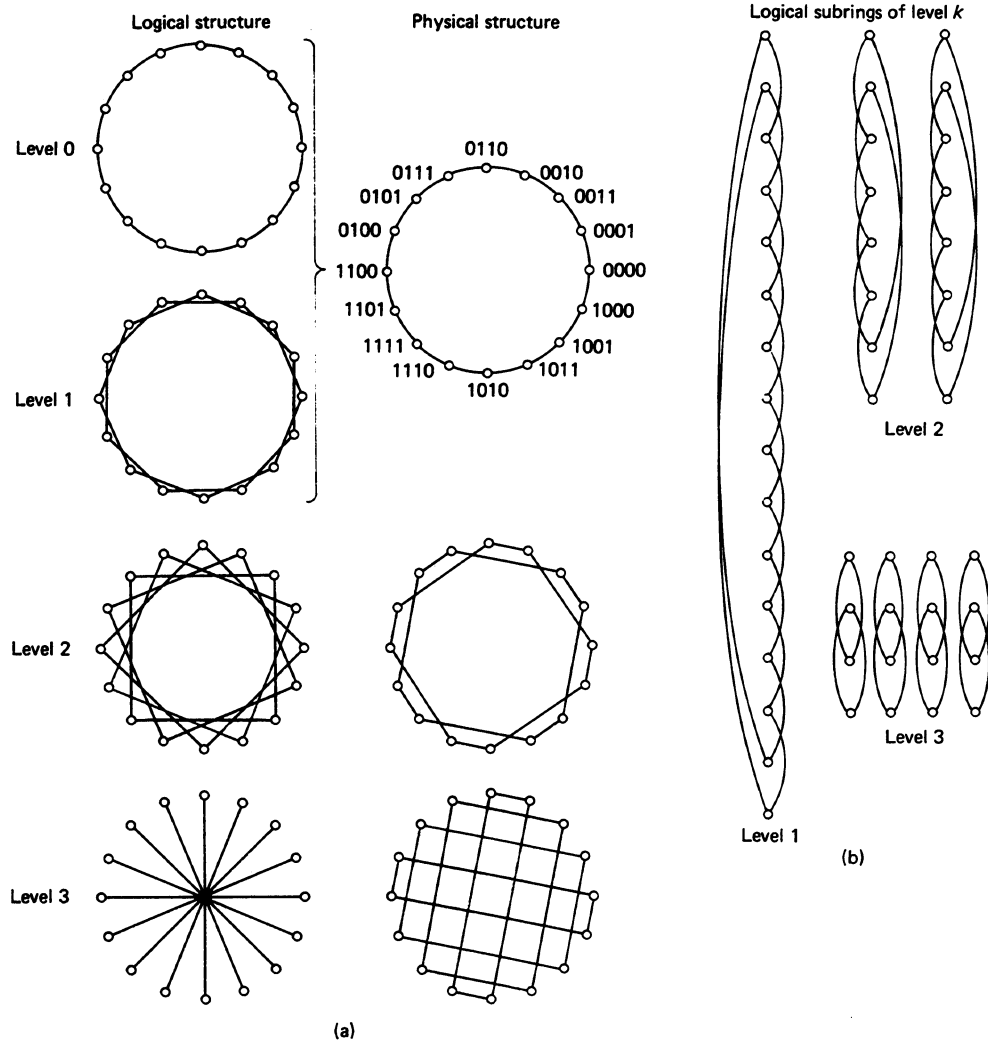 Logical structure
Physical structure
Logical subrings of level k
Level 0
0110
0111
0010
0101
0011
0100
0001
1100
0000
1101
1000
1111
1001
1110
1011
1010
Level 1
Level 2
Level 2
Level 3
Level 3
Level 1
(b)
(a)